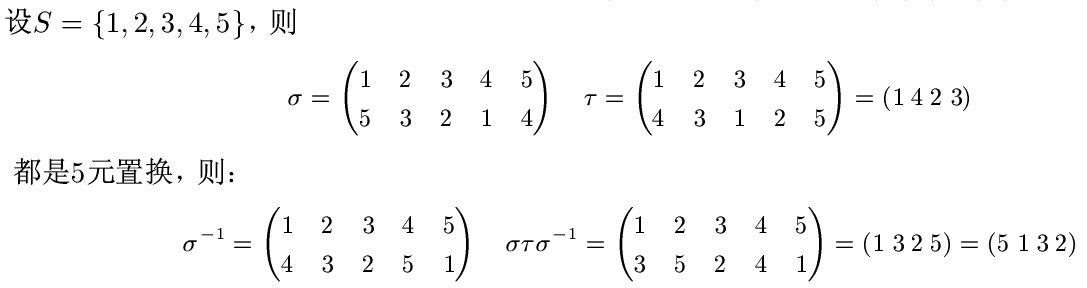 设S = {1, 2, 3, 4, 5}，则
σ = (1 2 3 4 5 / 5 3 2 1 4) τ = (1 2 3 4 5 / 4 3 1 2 5) = (1 4 2 3)
都是5元置换，则：
σ⁻¹ = (1 2 3 4 5 / 4 3 2 5 1) στσ⁻¹ = (1 2 3 4 5 / 3 5 2 4 1) = (1 3 2 5) = (5 1 3 2)